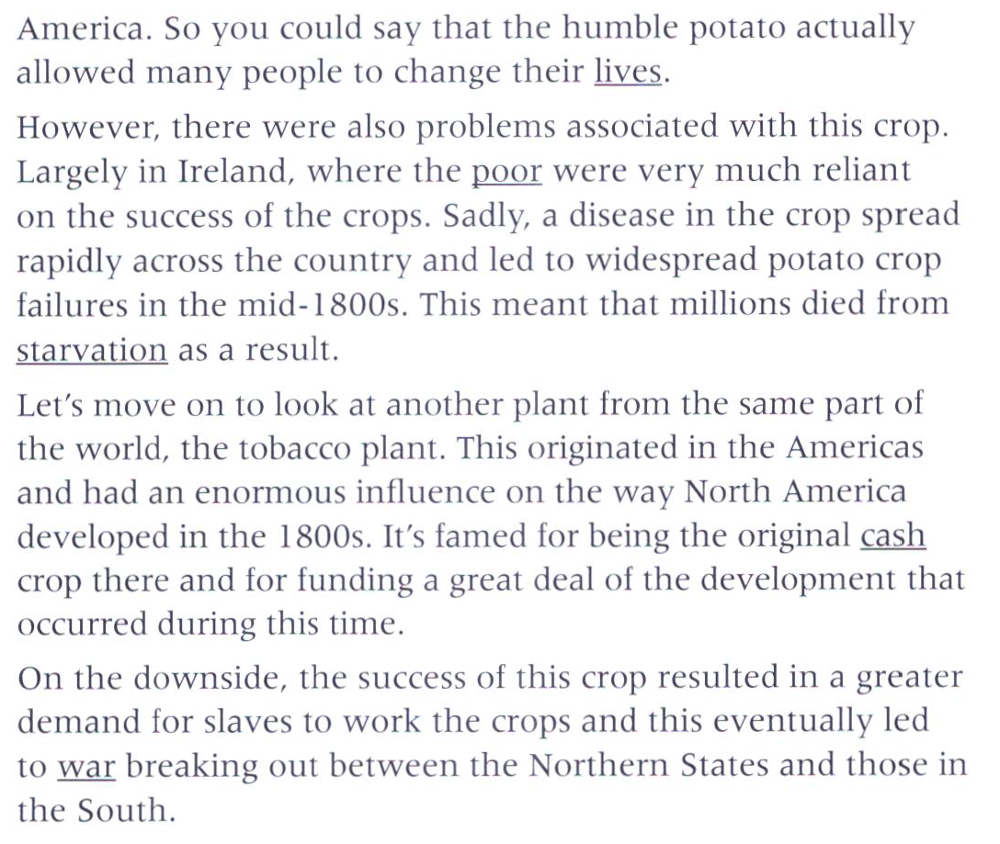 America. So you could say that the humble potato actually
allowed many people to change their lives.
However, there were also problems associated with this crop.
Largely in Ireland, where the poor were very much reliant
on the success of the crops. Sadly, a disease in the crop spread
rapidly across the country and led to widespread potato crop
failures in the mid-1800s. This meant that millions died from
starvation as a result.
Let's move on to look at another plant from the same part of
the world, the tobacco plant. This originated in the Americas
and had an enormous influence on the way North America
developed in the 1800s. It's famed for being the original cash
crop there and for funding a great deal of the development that
occurred during this time.
On the downside, the success of this crop resulted in a greater
demand for slaves to work the crops and this eventually led
to war breaking out between the Northern States and those in
the South.